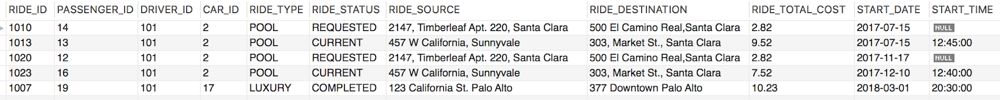 RIDE_ID PASSENGER_ID DRIVER_ID CAR_ID RIDE_TYPE RIDE_STATUS RIDE_SOURCE RIDE_DESTINATION RIDE_TOTAL_COST START_DATE START_TIME
1010 14 101 2 POOL REQUESTED 2147, Timberleaf Apt. 220, Santa Clara 500 El Camino Real,Santa Clara 2.82 2017-07-15 NULL
1013 13 101 2 POOL CURRENT 457 W California, Sunnyvale 303, Market St., Santa Clara 9.52 2017-07-15 12:45:00
1020 12 101 2 POOL REQUESTED 2147, Timberleaf Apt. 220, Santa Clara 500 El Camino Real,Santa Clara 2.82 2017-11-17 NULL
1023 16 101 2 POOL CURRENT 457 W California, Sunnyvale 303, Market St., Santa Clara 7.52 2017-12-10 12:40:00
1007 19 101 17 LUXURY COMPLETED 123 California St. Palo Alto 377 Downtown Palo Alto 10.23 2018-03-01 20:30:00